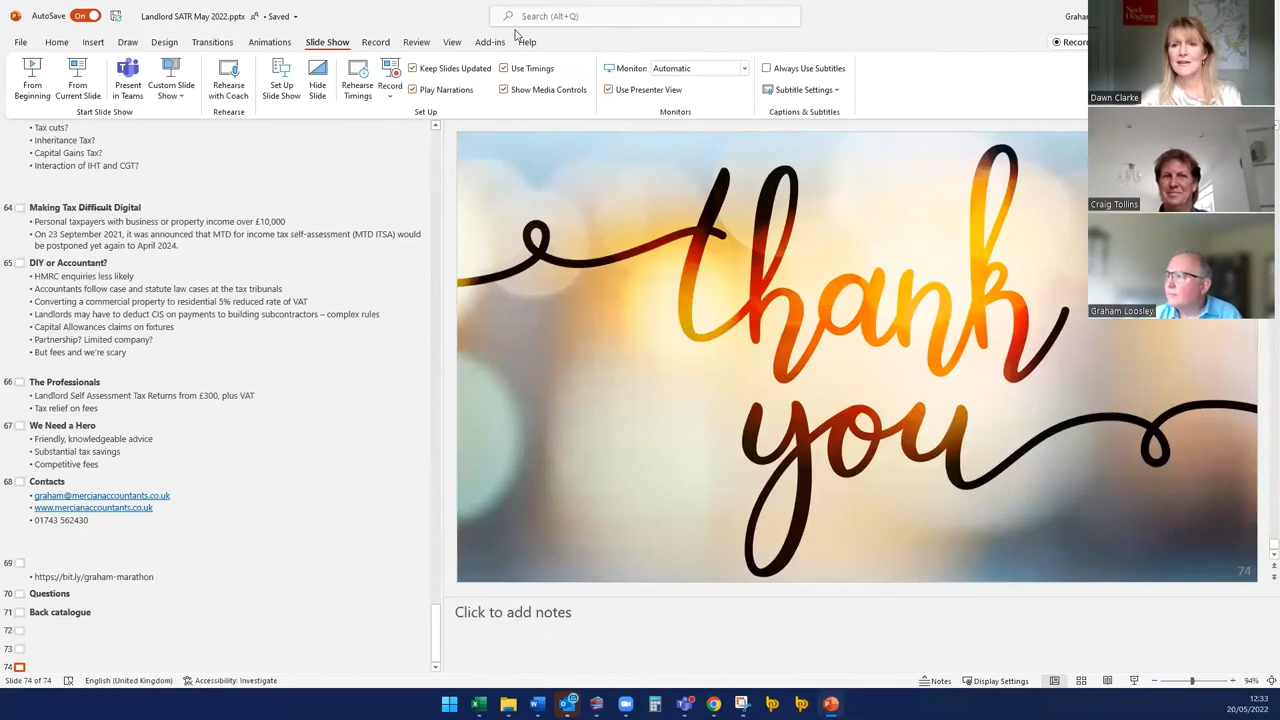 AutoSave On Landlord SATR May 2022.pptx • Saved Search (Alt+Q) Graham
File Home Insert Draw Design Transitions Animations Slide Show Record Review View Add-ins Help Record
From Beginning
From Current Slide
Present in Teams
Custom Slide Show
Start Slide Show
Rehearse with Coach
Rehearse
Set Up Slide Show
Hide Slide
Rehearse Timings
Record
Keep Slides Updated
Play Narrations
Use Timings
Show Media Controls
Set Up
Monitor: Automatic
Use Presenter View
Monitors
Always Use Subtitles
Subtitle Settings
Captions & Subtitles
• Tax cuts?
• Inheritance Tax?
• Capital Gains Tax?
• Interaction of IHT and CGT?
64 Making Tax Difficult Digital
• Personal taxpayers with business or property income over £10,000
• On 23 September 2021, it was announced that MTD for income tax self-assessment (MTD ITSA) would
be postponed yet again to April 2024.
65 DIY or Accountant?
• HMRC enquiries less likely
• Accountants follow case and statute law cases at the tax tribunals
• Converting a commercial property to residential 5% reduced rate of VAT
• Landlords may have to deduct CIS on payments to building subcontractors – complex rules
• Capital Allowances claims on fixtures
• Partnership? Limited company?
• But fees and we're scary
66 The Professionals
• Landlord Self Assessment Tax Returns from £300, plus VAT
• Tax relief on fees
67 We Need a Hero
• Friendly, knowledgeable advice
• Substantial tax savings
• Competitive fees
68 Contacts
• graham@mercianaccountants.co.uk
• www.mercianaccountants.co.uk
• 01743 562430
69
• https://bit.ly/graham-marathon
70 Questions
71 Back catalogue
72
73
74
thank
you
74
Click to add notes
Nock Deighton
Dawn Clarke
Craig Tollins
Graham Loosley
Slide 74 of 74 English (United Kingdom) Accessibility: Investigate Notes Display Settings 94%
12:33
20/05/2022